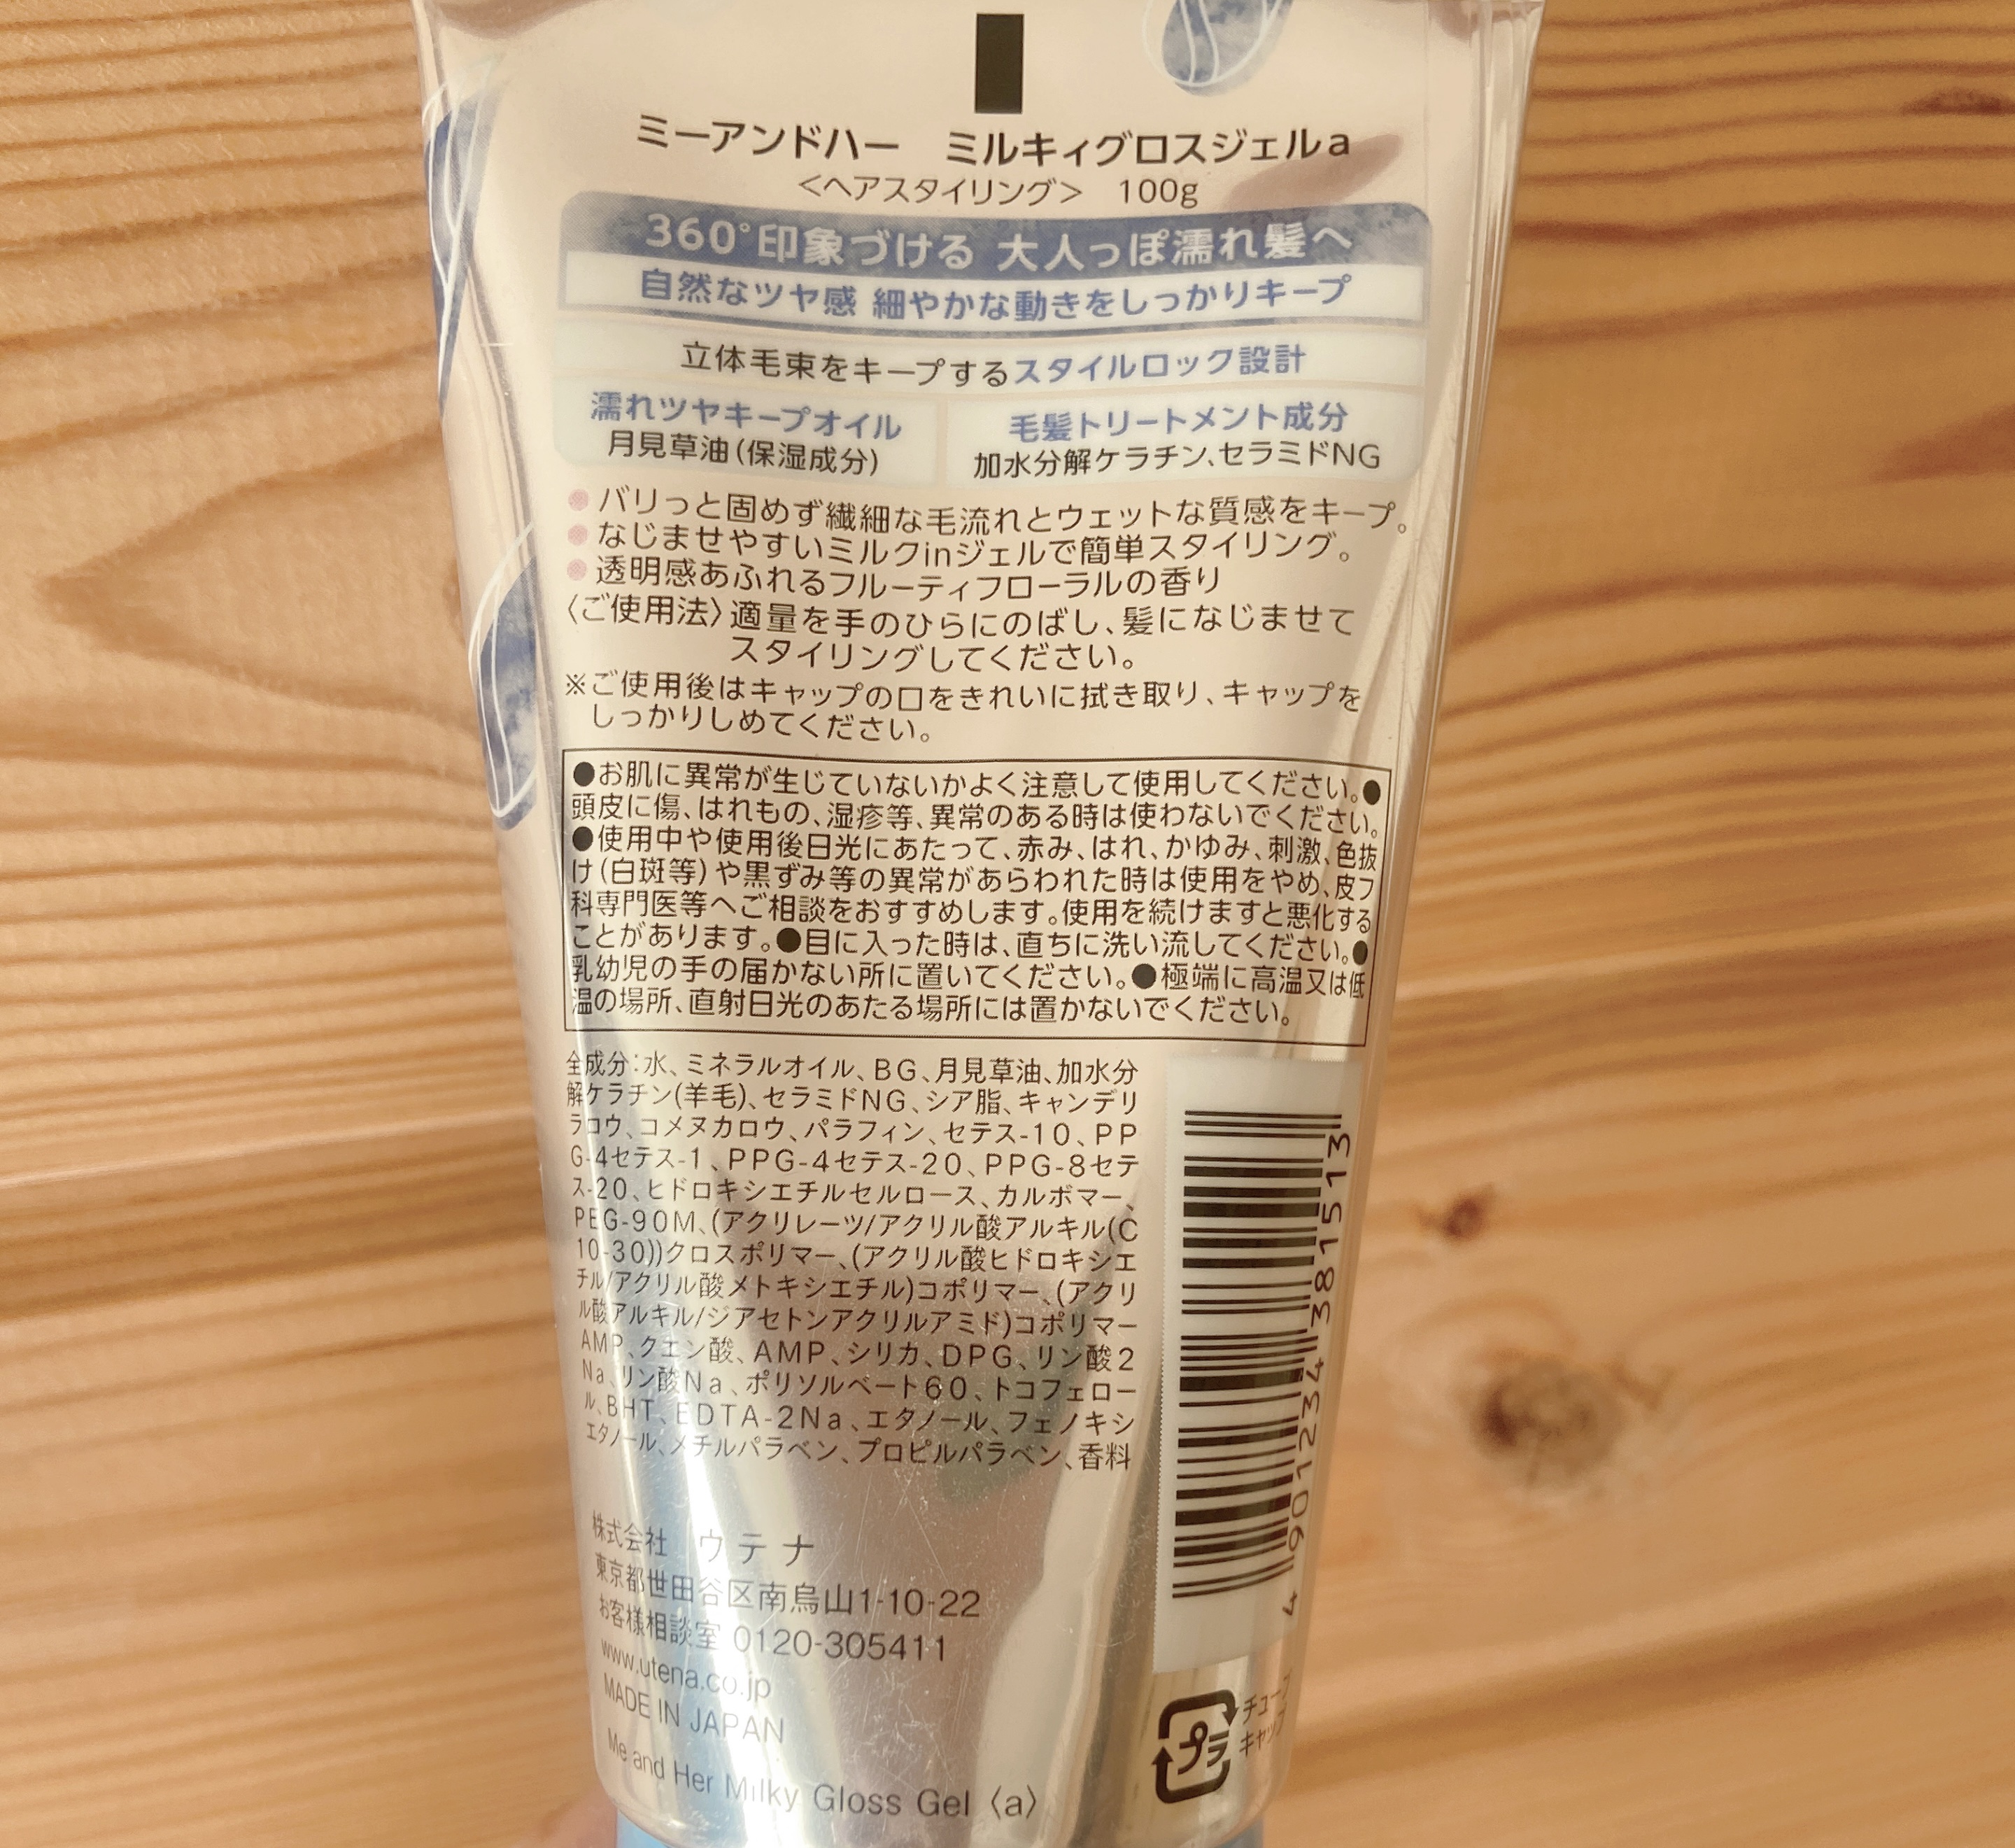 ミーアンドハー ミルキィグロスジェルa
<ヘアスタイリング> 100g
360°印象づける 大人っぽ濡れ髪へ
自然なツヤ感 細やかな動きをしっかりキープ
立体毛束をキープするスタイルロック設計
濡れツヤキープオイル
月見草油(保湿成分)
毛髪トリートメント成分
加水分解ケラチン、セラミドNG
●バリっと固めず繊細な毛流れとウェットな質感をキープ。
●なじませやすいミルクinジェルで簡単スタイリング。
●透明感あふれるフルーティフローラルの香り
〈ご使用法〉適量を手のひらにのばし、髪になじませて
スタイリングしてください。
※ご使用後はキャップの口をきれいに拭き取り、キャップを
しっかりしめてください。
●お肌に異常が生じていないかよく注意して使用してください。●
頭皮に傷、はれもの、湿疹等、異常のある時は使わないでください。
●使用中や使用後日光にあたって、赤み、はれ、かゆみ、刺激、色抜
け(白斑等)や黒ずみ等の異常があらわれた時は使用をやめ、皮フ
科専門医等へご相談をおすすめします。使用を続けますと悪化する
ことがあります。●目に入った時は、直ちに洗い流してください。●
乳幼児の手の届かない所に置いてください。●極端に高温又は低
温の場所、直射日光のあたる場所には置かないでください。
全成分:水、ミネラルオイル、BG、月見草油、加水分
解ケラチン(羊毛)、セラミドNG、シア脂、キャンデリ
ラロウ、コメヌカロウ、パラフィン、セテス-10、PP
G-4セテス-1、PPG-4セテス-20、PPG-8セテ
ス-20、ヒドロキシエチルセルロース、カルボマー、
PEG-90M、(アクリレーツ/アクリル酸アルキル(C
10-30))クロスポリマー、(アクリル酸ヒドロキシエ
チル/アクリル酸メトキシエチル)コポリマー、(アクリ
ル酸アルキル/ジアセトンアクリルアミド)コポリマー
AMP、クエン酸、AMP、シリカ、DPG、リン酸2
Na、リン酸Na、ポリソルベート60、トコフェロー
ル、BHT、EDTA-2Na、エタノール、フェノキシ
エタノール、メチルパラベン、プロピルパラベン、香料
4 901234 381513
株式会社 ウテナ
東京都世田谷区南烏山1-10-22
お客様相談室 0120-305411
www.utena.co.jp
MADE IN JAPAN
Me and Her Milky Gloss Gel 〈a〉
プラ
チューブ
キャップ